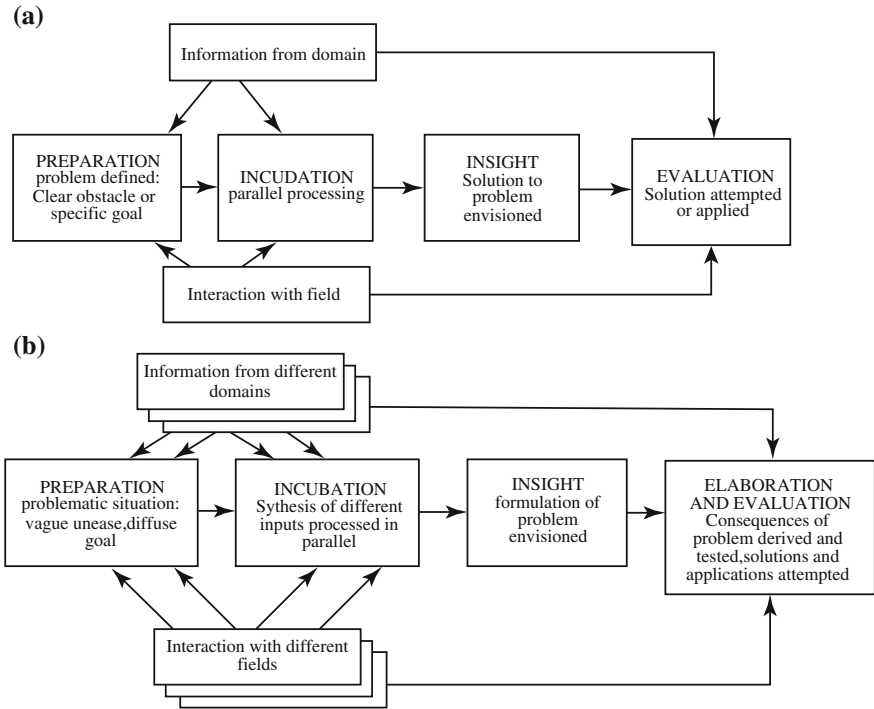 (a)
Information from domain
PREPARATION
problem defined:
Clear obstacle or
specific goal
INCUDATION
parallel processing
INSIGHT
Solution to
problem
envisioned
EVALUATION
Solution attempted
or applied
Interaction with field
(b)
Information from different
domains
PREPARATION
problematic situation:
vague unease,diffuse
goal
INCUBATION
Sythesis of different
inputs processed in
parallel
INSIGHT
formulation of
problem
envisioned
ELABORATION
AND EVALUATION
Consequences of
problem derived and
tested,solutions and
applications attempted
Interaction with different
fields